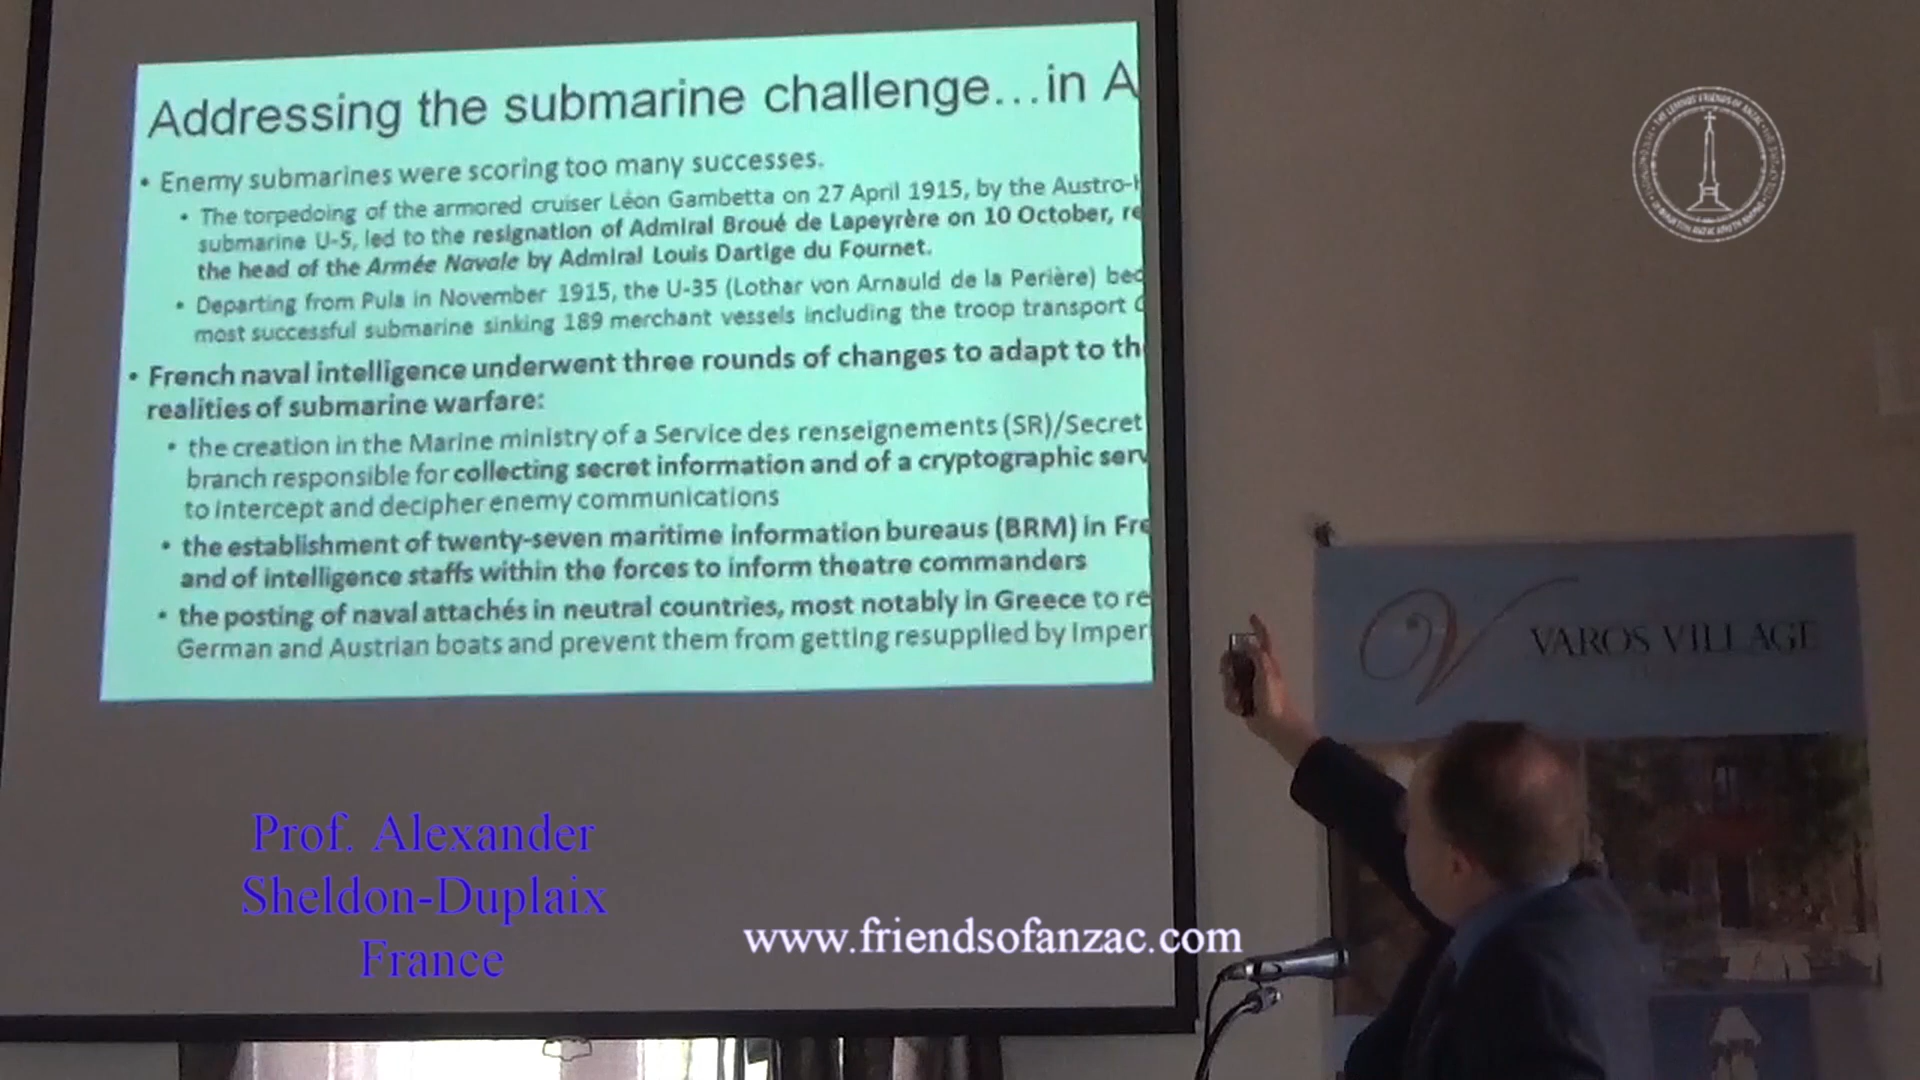 Addressing the submarine challenge…in A
• Enemy submarines were scoring too many successes.
• The torpedoing of the armored cruiser Léon Gambetta on 27 April 1915, by the Austro-H
submarine U-5, led to the resignation of Admiral Broué de Lapeyrère on 10 October, re
the head of the Armée Navale by Admiral Louis Dartige du Fournet.
• Departing from Pula in November 1915, the U-35 (Lothar von Arnauld de la Perière) bec
most successful submarine sinking 189 merchant vessels including the troop transport
• French naval intelligence underwent three rounds of changes to adapt to the
realities of submarine warfare:
• the creation in the Marine ministry of a Service des renseignements (SR)/Secret
branch responsible for collecting secret information and of a cryptographic serv
to intercept and decipher enemy communications
• the establishment of twenty-seven maritime information bureaus (BRM) in Fre
and of intelligence staffs within the forces to inform theatre commanders
• the posting of naval attachés in neutral countries, most notably in Greece to re
German and Austrian boats and prevent them from getting resupplied by Imper
VAROS VILLAGE
Prof. Alexander
Sheldon-Duplaix
France
www.friendsofanzac.com